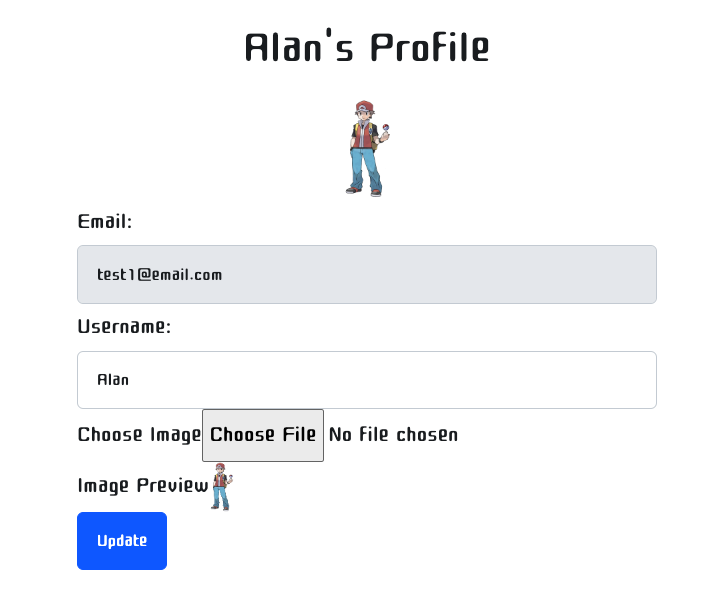 Alan's Profile
Email:
test1@email.com
Username:
Alan
Choose Image Choose File No file chosen
Image Preview
Update